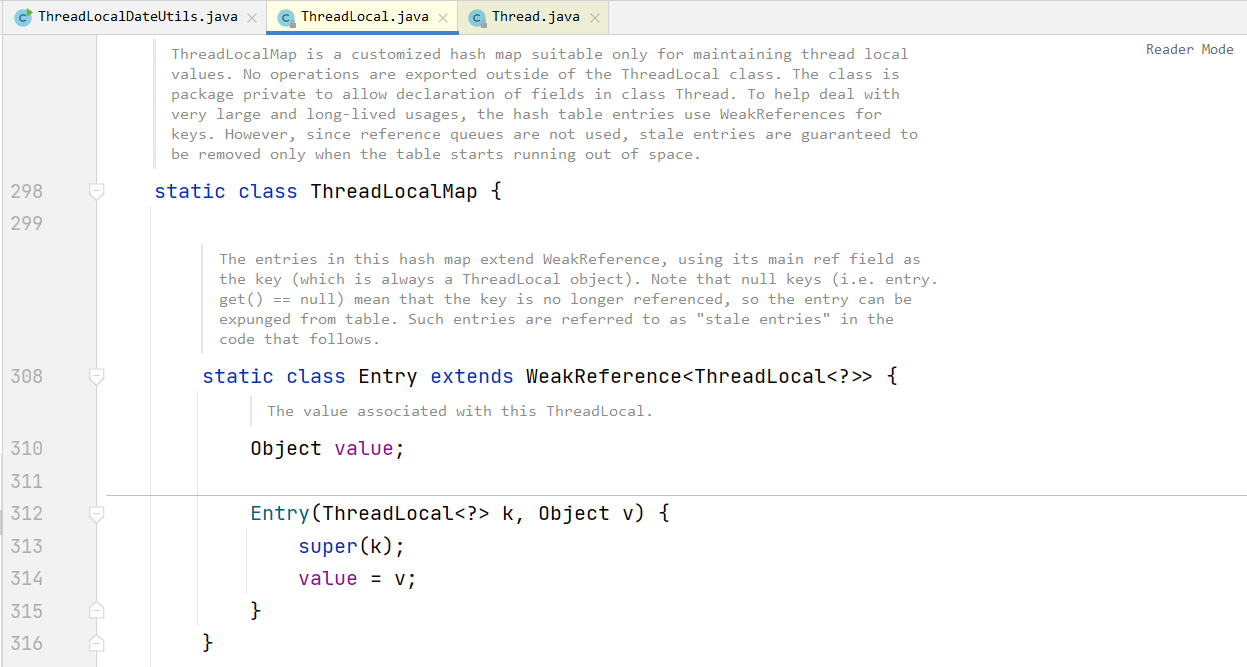 ThreadLocalDateUtils.java ThreadLocal.java Thread.java
Reader Mode
ThreadLocalMap is a customized hash map suitable only for maintaining thread local
values. No operations are exported outside of the ThreadLocal class. The class is
package private to allow declaration of fields in class Thread. To help deal with
very large and long-lived usages, the hash table entries use WeakReferences for
keys. However, since reference queues are not used, stale entries are guaranteed to
be removed only when the table starts running out of space.
298 static class ThreadLocalMap {
299
The entries in this hash map extend WeakReference, using its main ref field as
the key (which is always a ThreadLocal object). Note that null keys (i.e. entry.
get() == null) mean that the key is no longer referenced, so the entry can be
expunged from table. Such entries are referred to as "stale entries" in the
code that follows.
308 static class Entry extends WeakReference<ThreadLocal<?>> {
The value associated with this ThreadLocal.
310 Object value;
311
312 Entry(ThreadLocal<?> k, Object v) {
313 super(k);
314 value = v;
315 }
316 }